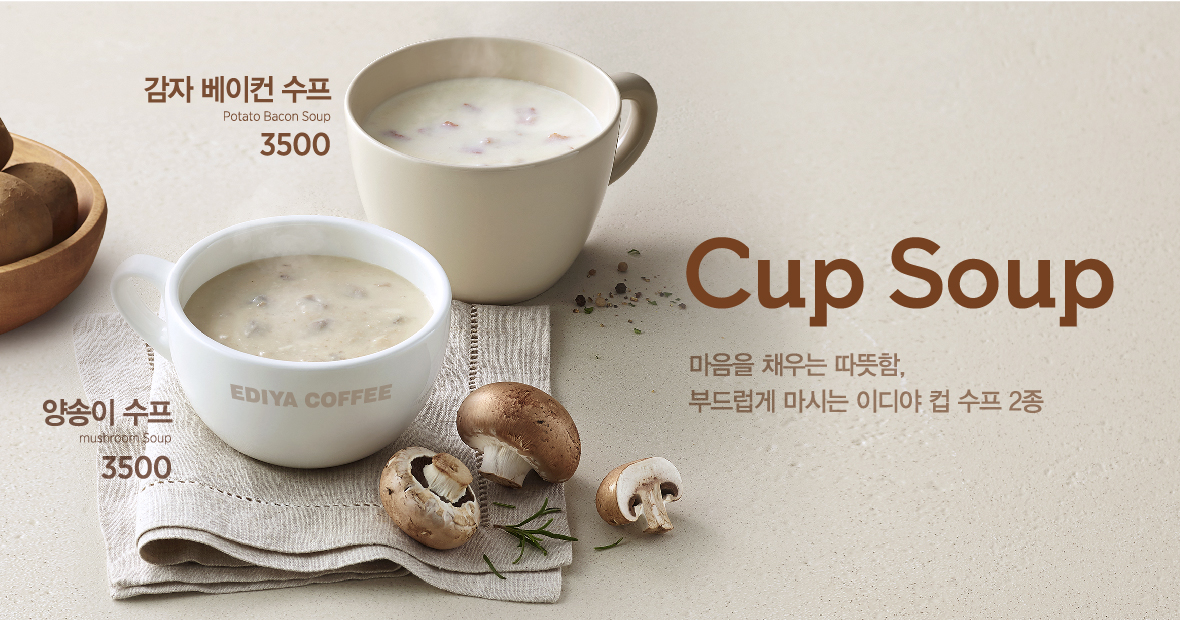 감자 베이컨 수프
Potato Bacon Soup
3500
EDIYA COFFEE
양송이 수프
mushroom Soup
3500
Cup Soup
마음을 채우는 따뜻함,
부드럽게 마시는 이디야 컵 수프 2종